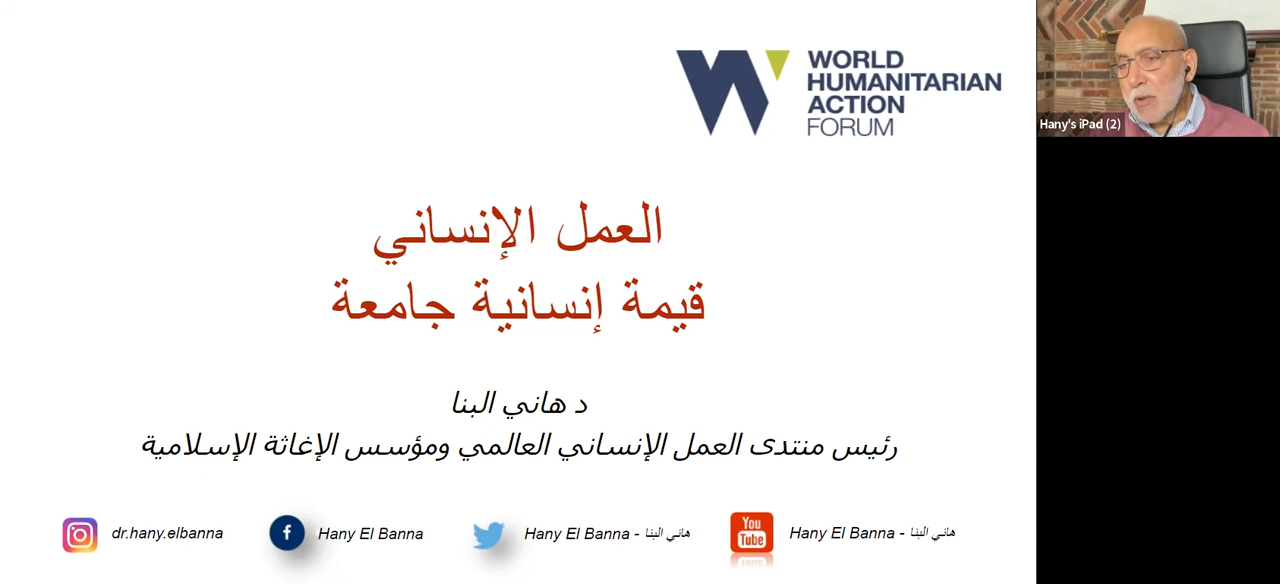 WORLD
HUMANITARIAN
ACTION
FORUM
Hany's iPad (2)
العمل الإنساني
قيمة إنسانية جامعة
د هاني البنا
رئيس منتدى العمل الإنساني العالمي ومؤسس الإغاثة الإسلامية
dr.hany.elbanna
Hany El Banna
Hany El Banna - هاني البنا
You
Tube
Hany El Banna - هاني البنا